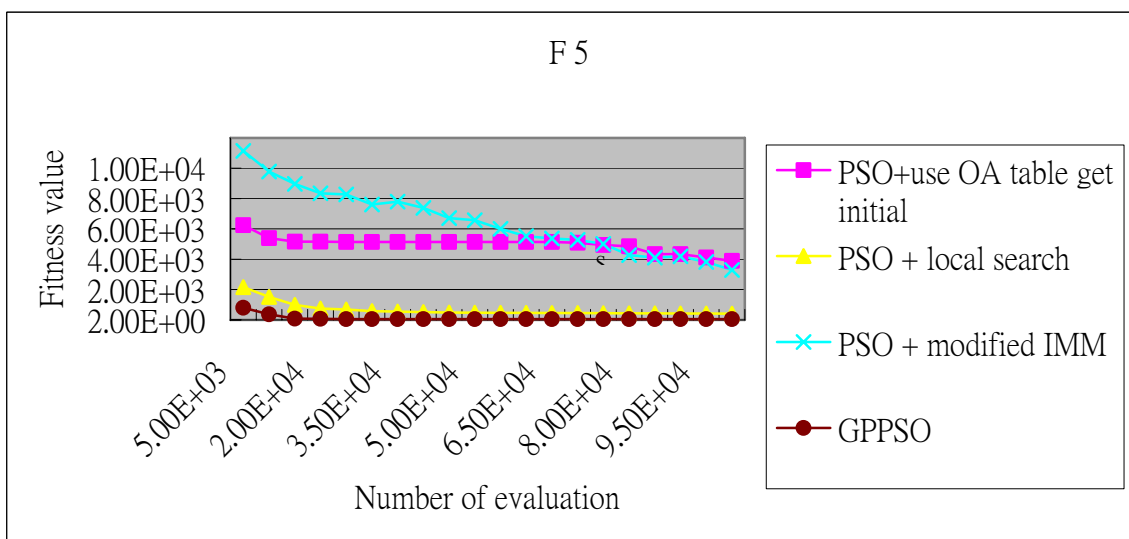 F 5
Fitness value
1.00E+04
8.00E+03
6.00E+03
4.00E+03
2.00E+03
2.00E+00
5.00E+03
2.00E+04
3.50E+04
5.00E+04
6.50E+04
8.00E+04
9.50E+04
Number of evaluation
PSO+use OA table get
initial
PSO + local search
PSO + modified IMM
GPPSO